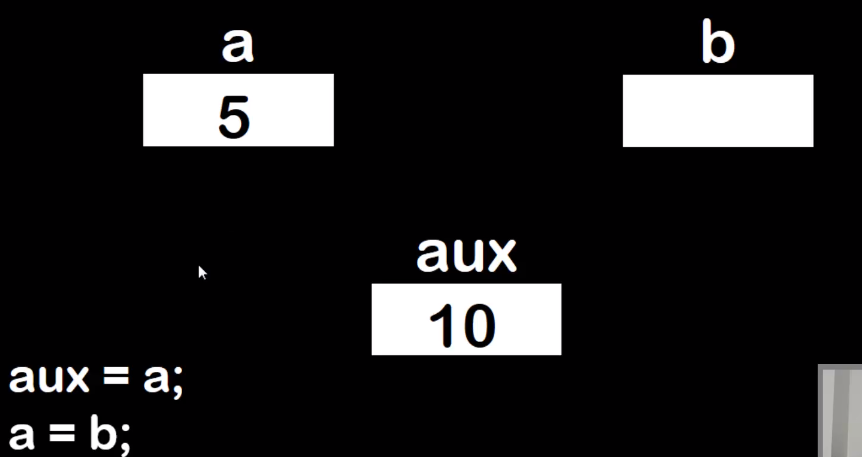 a b
5
aux
10
aux = a;
a = b;